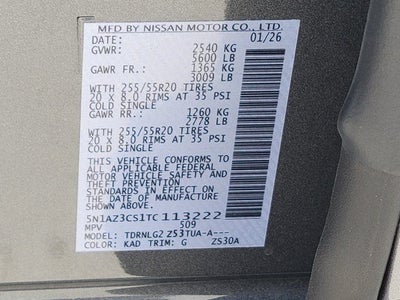 MFD BY NISSAN MOTOR CO., LTD.
DATE: 01/26
GVWR: 2540 KG
5600 LB
GAWR FR.: 1365 KG
3009 LB
WITH 255/55R20 TIRES
20 X 8.0 RIMS AT 35 PSI
COLD SINGLE
GAWR RR.: 1260 KG
2778 LB
WITH 255/55R20 TIRES
20 X 8.0 RIMS AT 35 PSI
COLD SINGLE
THIS VEHICLE CONFORMS TO
ALL APPLICABLE FEDERAL
MOTOR VEHICLE SAFETY AND THEFT
STANDARDS IN EFFECT ON THE
DATE OF MFR. SHOWN ABOVE.
5N1AZ3CS1TC 113222
MPV 509
MODEL: TDRNLG2 ZS3TUA-A---
COLOR: KAD TRIM: G ZS30A